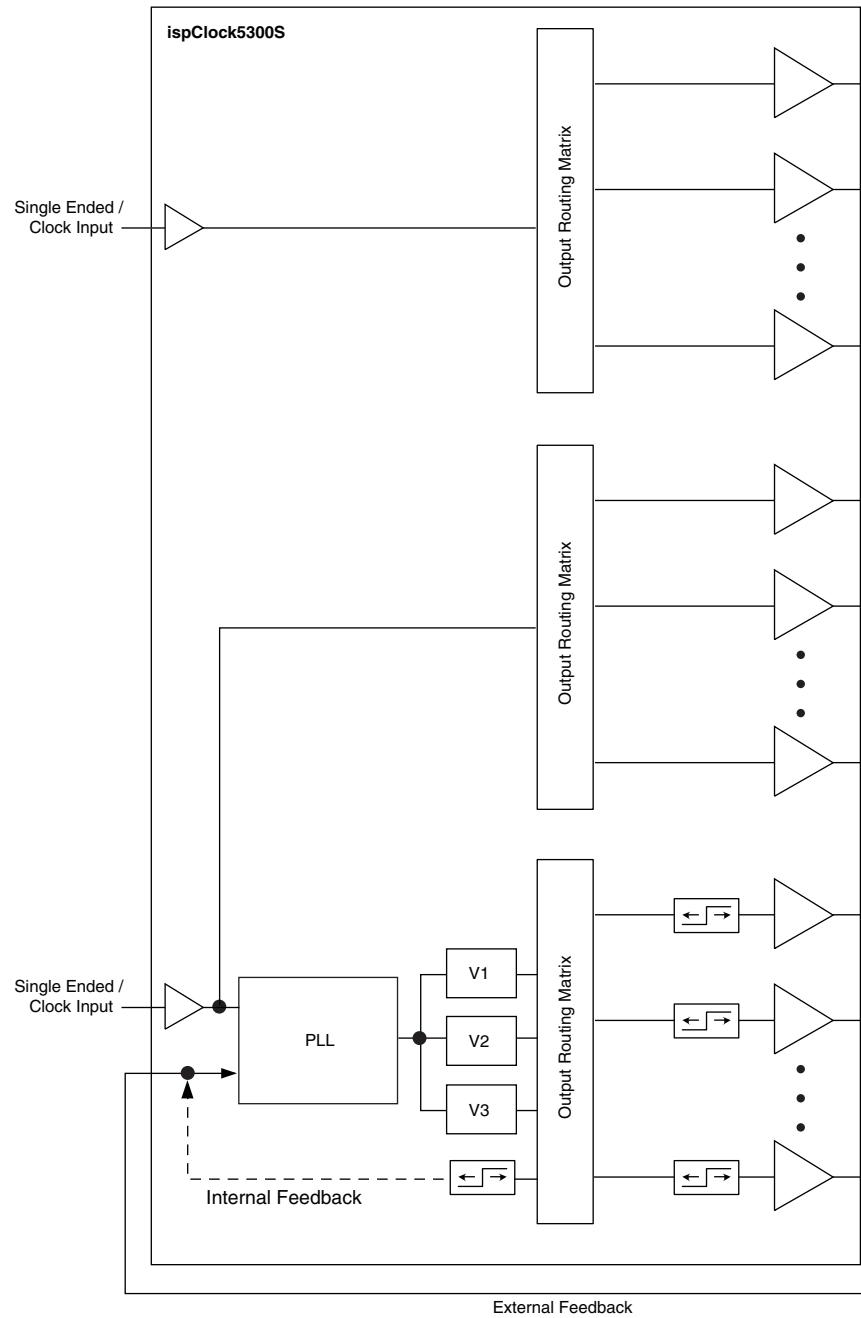 ispClock5300S
Single Ended /
Clock Input
Output Routing Matrix
Output Routing Matrix
Single Ended /
Clock Input
PLL
V1
V2
V3
Output Routing Matrix
Internal Feedback
External Feedback